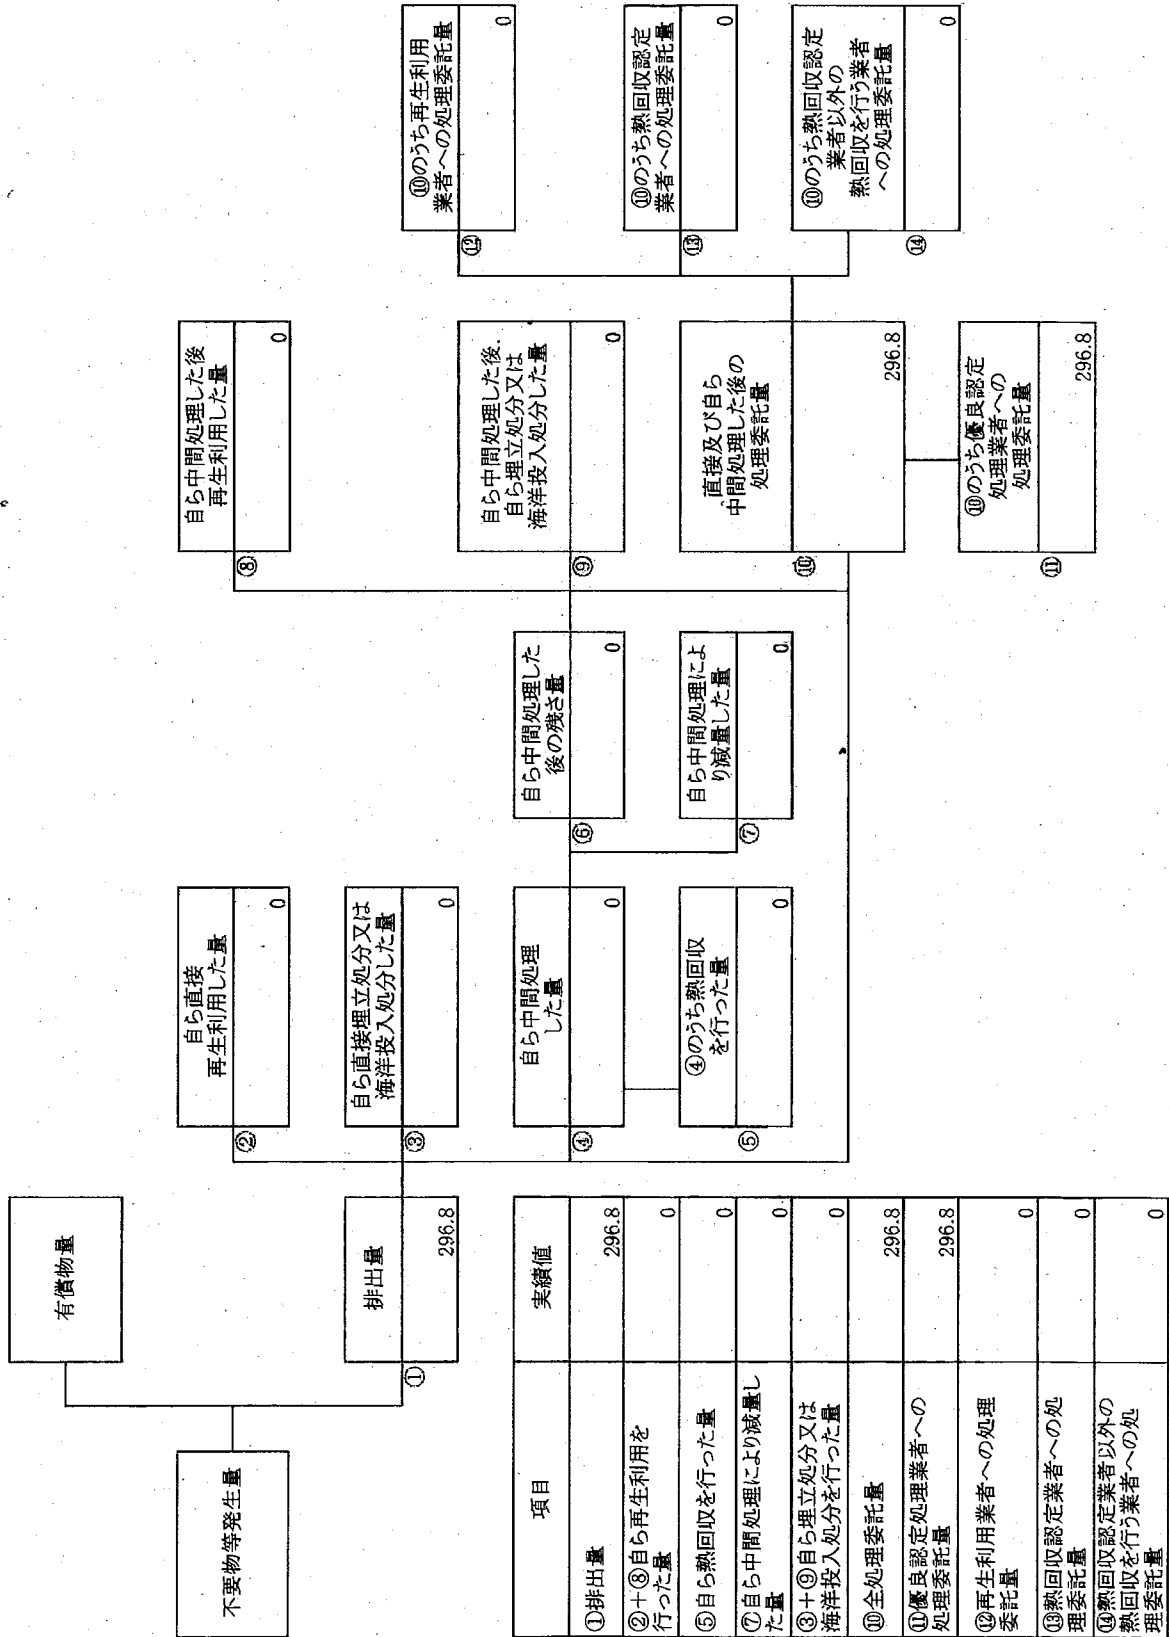 不要物等発生量
有償物量
排出量
①
296.8
自ら直接
再生利用した量
②
0
自ら直接埋立処分又は
海洋投入処分した量
③
0
自ら中間処理
した量
④
0
④のうち熱回収
を行った量
⑤
0
自ら中間処理した
後の残さ量
⑥
0
自ら中間処理によ
り減量した量
⑦
0
自ら中間処理した後
再生利用した量
⑧
0
自ら中間処理した後
自ら埋立処分又は
海洋投入処分した量
⑨
0
直接及び自ら
中間処理した後の
処理委託量
⑩
296.8
⑩のうち優良認定
処理業者への
処理委託量
⑪
296.8
⑩のうち再生利用
業者への処理委託量
⑫
0
⑩のうち熱回収認定
業者への処理委託量
⑬
0
⑩のうち熱回収認定
業者以外の
熱回収を行う業者
への処理委託量
⑭
0
項目 実績値
①排出量 296.8
②+⑧自ら再生利用を
行った量 0
⑤自ら熱回収を行った量 0
⑦自ら中間処理により減量し
た量 0
③+⑨自ら埋立処分又は
海洋投入処分を行った量 0
⑩全処理委託量 296.8
⑪優良認定処理業者への
処理委託量 296.8
⑫再生利用業者への処理
委託量 0
⑬熱回収認定業者への処
理委託量 0
⑭熱回収認定業者以外の
熱回収を行う業者への処
理委託量 0